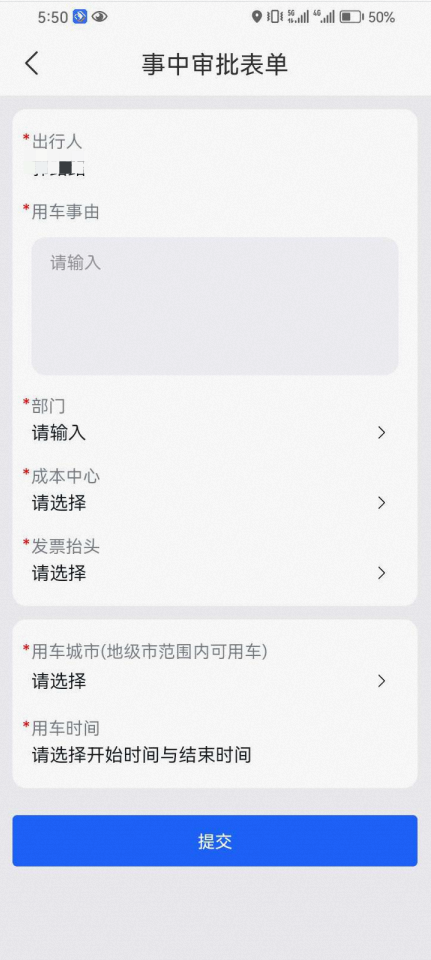 5:50
5G
4G
50%
事中审批表单
*出行人
*用车事由
请输入
*部门
请输入
*成本中心
请选择
*发票抬头
请选择
*用车城市(地级市范围内可用车)
请选择
*用车时间
请选择开始时间与结束时间
提交